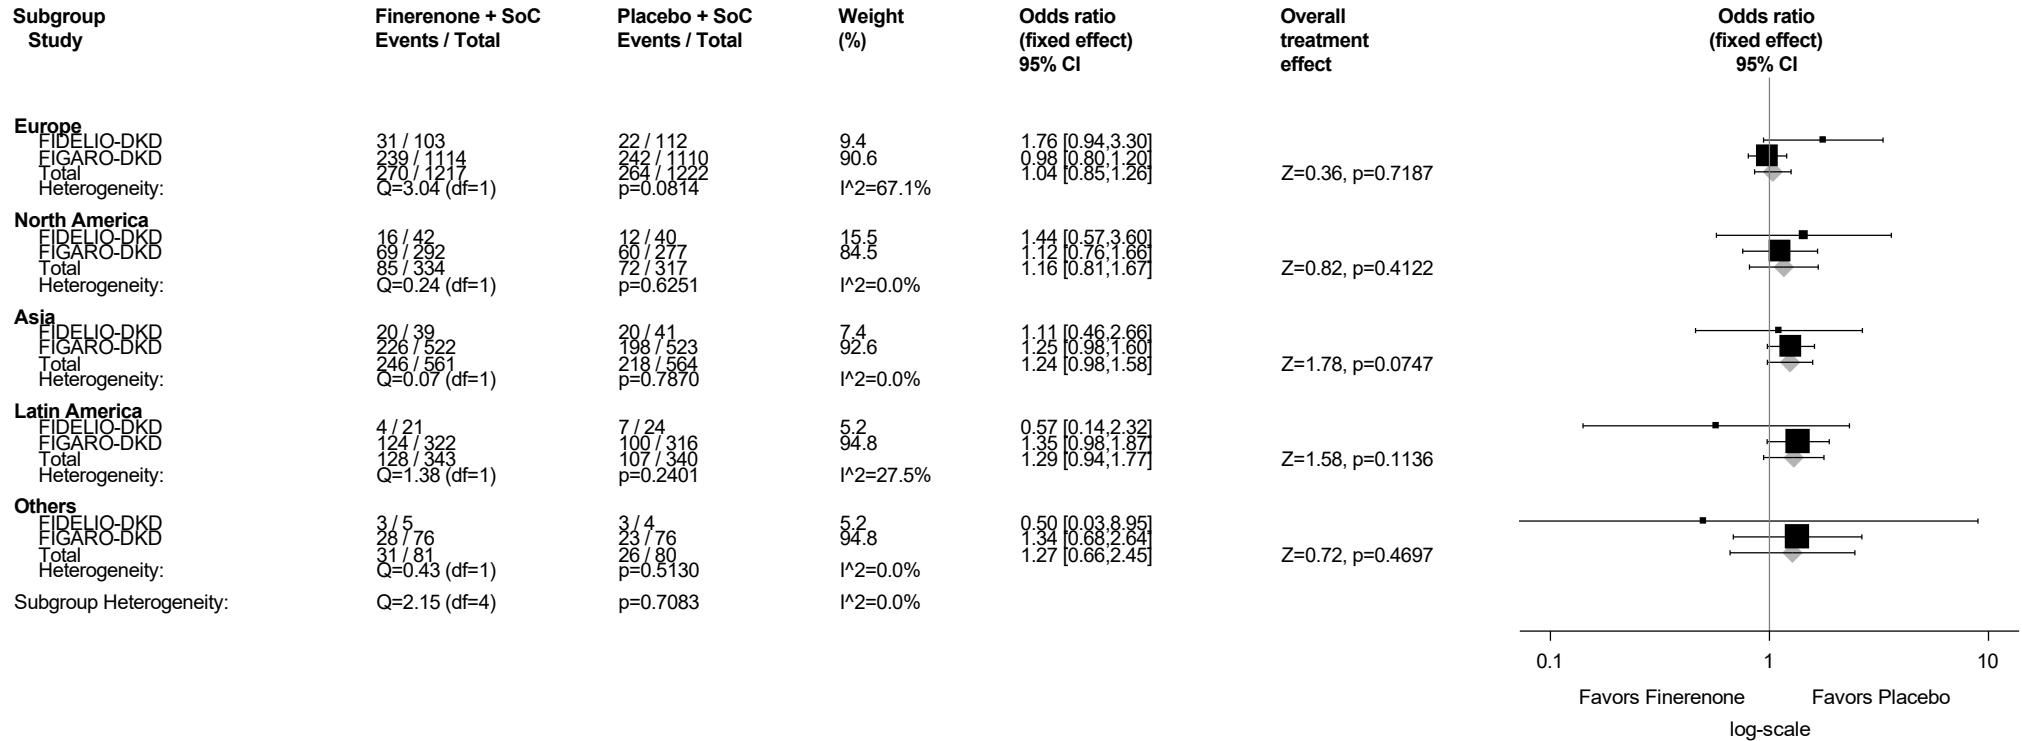 Subgroup Finerenone + SoC Placebo + SoC Weight Odds ratio Overall Odds ratio
Study Events / Total Events / Total (%) (fixed effect) treatment (fixed effect)
95% CI effect 95% CI
Europe
FIDELIO-DKD 31 / 103 22 / 112 9.4 1.76 [0.94,3.30]
FIGARO-DKD 239 / 1114 242 / 1110 90.6 0.98 [0.80,1.20]
Total 270 / 1217 264 / 1222 1.04 [0.85,1.26] Z=0.36, p=0.7187
Heterogeneity: Q=3.04 (df=1) p=0.0814 I^2=67.1%
North America
FIDELIO-DKD 16 / 42 12 / 40 15.5 1.44 [0.57,3.60]
FIGARO-DKD 69 / 292 60 / 277 84.5 1.12 [0.76,1.66]
Total 85 / 334 72 / 317 1.16 [0.81,1.67] Z=0.82, p=0.4122
Heterogeneity: Q=0.24 (df=1) p=0.6251 I^2=0.0%
Asia
FIDELIO-DKD 20 / 39 20 / 41 7.4 1.11 [0.46,2.66]
FIGARO-DKD 226 / 522 198 / 523 92.6 1.25 [0.98,1.60]
Total 246 / 561 218 / 564 1.24 [0.98,1.58] Z=1.78, p=0.0747
Heterogeneity: Q=0.07 (df=1) p=0.7870 I^2=0.0%
Latin America
FIDELIO-DKD 4 / 21 7 / 24 5.2 0.57 [0.14,2.32]
FIGARO-DKD 124 / 322 100 / 316 94.8 1.35 [0.98,1.87]
Total 128 / 343 107 / 340 1.29 [0.94,1.77] Z=1.58, p=0.1136
Heterogeneity: Q=1.38 (df=1) p=0.2401 I^2=27.5%
Others
FIDELIO-DKD 3 / 5 3 / 4 5.2 0.50 [0.03,8.95]
FIGARO-DKD 28 / 76 23 / 76 94.8 1.34 [0.68,2.64]
Total 31 / 81 26 / 80 1.27 [0.66,2.45] Z=0.72, p=0.4697
Heterogeneity: Q=0.43 (df=1) p=0.5130 I^2=0.0%
Subgroup Heterogeneity: Q=2.15 (df=4) p=0.7083 I^2=0.0%
0.1 1 10
Favors Finerenone Favors Placebo
log-scale